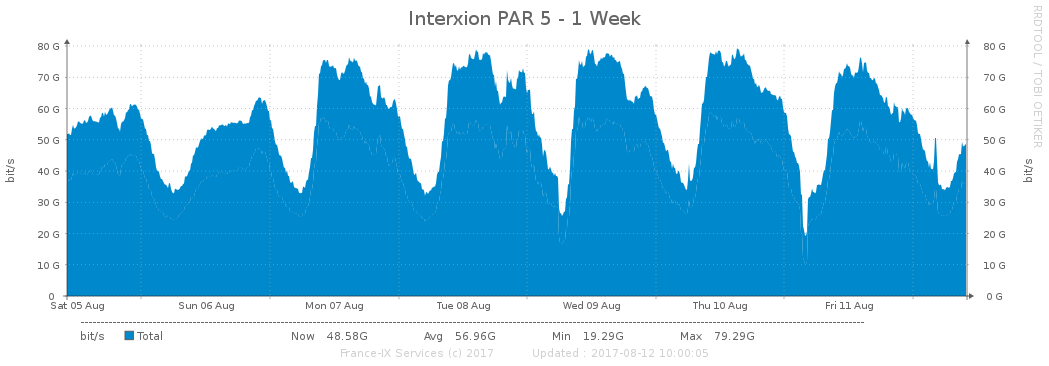 Interxion PAR 5 - 1 Week
RRDTOOL / TOBI OETIKER
80 G 80 G
70 G 70 G
60 G 60 G
50 G 50 G
40 G 40 G
30 G 30 G
20 G 20 G
10 G 10 G
0 0 G
bit/s bit/s
Sat 05 Aug Sun 06 Aug Mon 07 Aug Tue 08 Aug Wed 09 Aug Thu 10 Aug Fri 11 Aug
bit/s Total Now 48.58G Avg 56.96G Min 19.29G Max 79.29G
France-IX Services (c) 2017 Updated : 2017-08-12 10:00:05